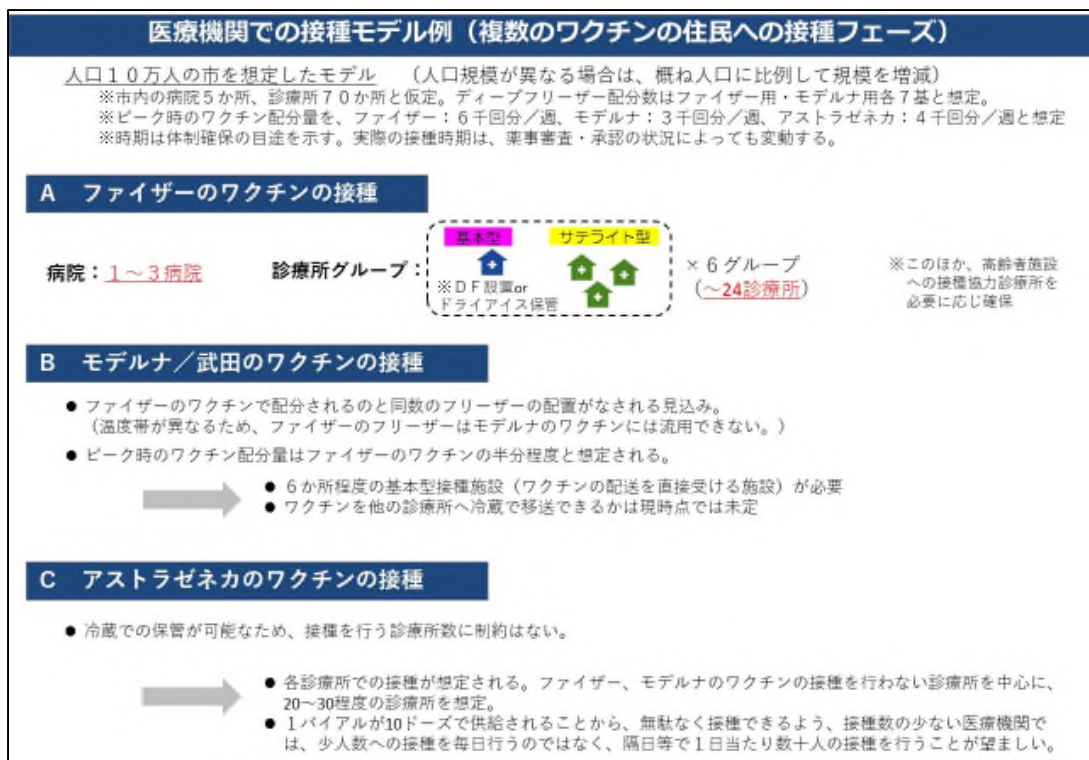 医療機関での接種モデル例（複数のワクチンの住民への接種フェーズ）
人口１０万人の市を想定したモデル　（人口規模が異なる場合は、概ね人口に比例して規模を増減）
※市内の病院５か所、診療所７０か所と仮定。ディープフリーザー配分数はファイザー用・モデルナ用各７基と想定。
※ピーク時のワクチン配分量を、ファイザー：６千回分／週、モデルナ：３千回分／週、アストラゼネカ：４千回分／週と想定
※時期は体制確保の目途を示す。実際の接種時期は、薬事審査・承認の状況によっても変動する。
A　ファイザーのワクチンの接種
病院：１～３病院
診療所グループ：
基本型
サテライト型
※ＤＦ設置or
ドライアイス保管
×６グループ
（～24診療所）
※このほか、高齢者施設
への接種協力診療所を
必要に応じ確保
B　モデルナ／武田のワクチンの接種
● ファイザーのワクチンで配分されるのと同数のフリーザーの配置がなされる見込み。
（温度帯が異なるため、ファイザーのフリーザーはモデルナのワクチンには流用できない。）
● ピーク時のワクチン配分量はファイザーのワクチンの半分程度と想定される。
● ６か所程度の基本型接種施設（ワクチンの配送を直接受ける施設）が必要
● ワクチンを他の診療所へ冷蔵で移送できるかは現時点では未定
C　アストラゼネカのワクチンの接種
● 冷蔵での保管が可能なため、接種を行う診療所数に制約はない。
● 各診療所での接種が想定される。ファイザー、モデルナのワクチンの接種を行わない診療所を中心に、
20～30程度の診療所を想定。
● １バイアルが10ドーズで供給されることから、無駄なく接種できるよう、接種数の少ない医療機関で
は、少人数への接種を毎日行うのではなく、隔日等で１日当たり数十人の接種を行うことが望ましい。